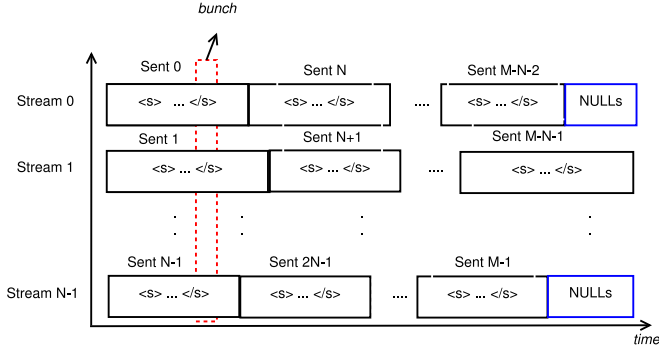 bunch
Sent 0 Sent N Sent M-N-2
Stream 0 <s> ... </s> <s> ... </s> .... <s> ... </s> NULLs
Sent 1 Sent N+1 Sent M-N-1
Stream 1 <s> ... </s> <s> ... </s> .... <s> ... </s>
. . . .
. . . .
Sent N-1 Sent 2N-1 Sent M-1
Stream N-1 <s> ... </s> <s> ... </s> .... <s> ... </s> NULLs
time